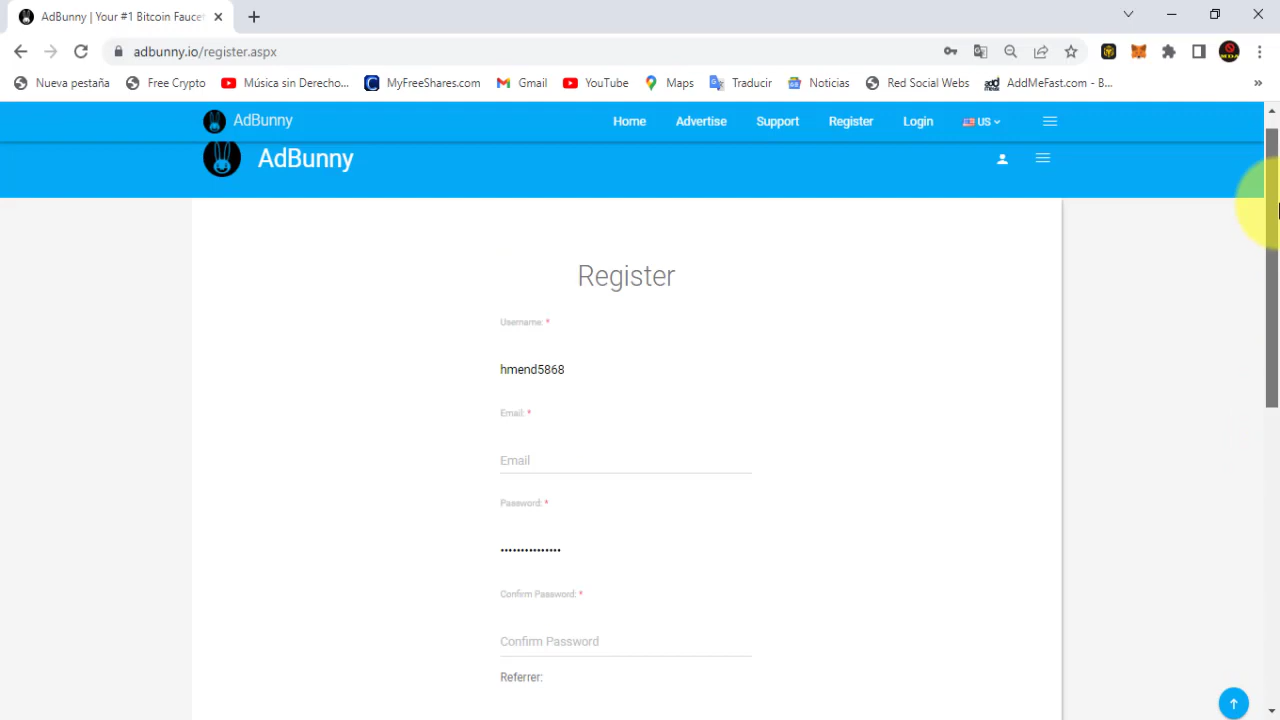 AdBunny | Your #1 Bitcoin Faucet
adbunny.io/register.aspx
Nueva pestaña Free Crypto Música sin Derecho... MyFreeShares.com Gmail YouTube Maps Traducir Noticias Red Social Webs AddMeFast.com - B... »
AdBunny Home Advertise Support Register Login US
AdBunny
Register
Username: *
hmend5868
Email: *
Email
Password: *
•••••••••••••••
Confirm Password: *
Confirm Password
Referrer: